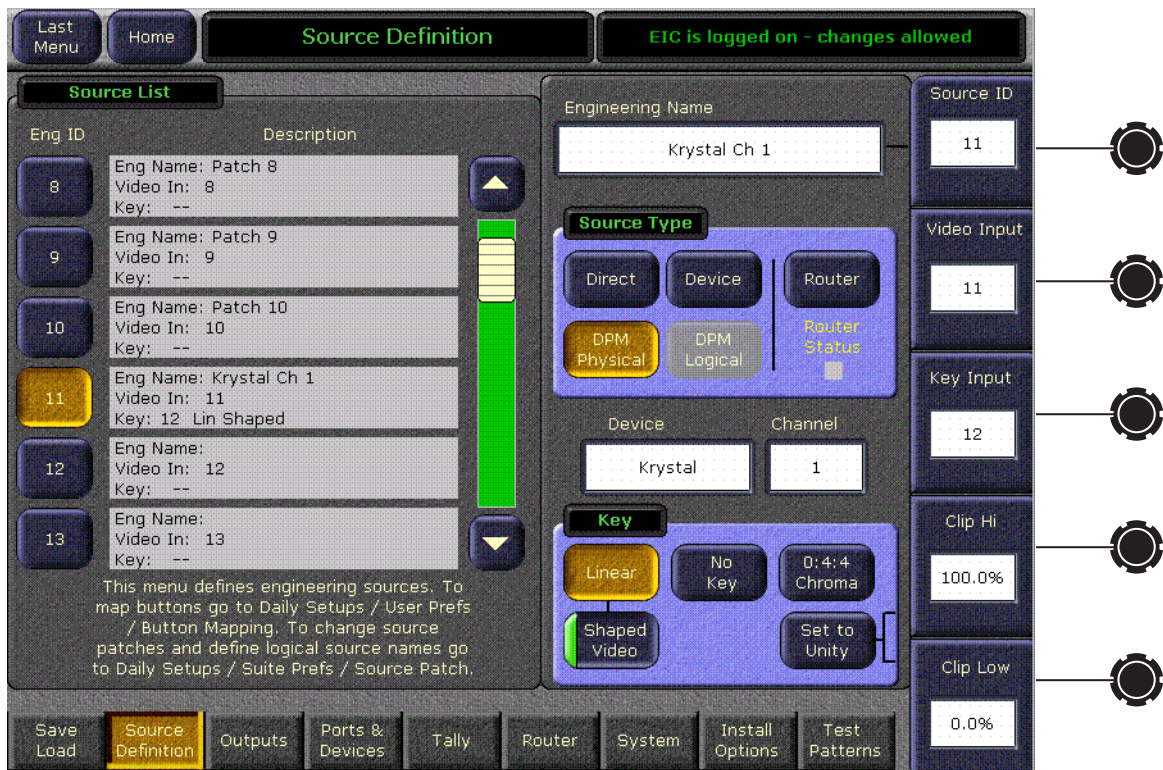 Last
Menu
Home
Source Definition
EIC is logged on - changes allowed
Source List
Eng ID
Description
8
Eng Name: Patch 8
Video In: 8
Key: --
9
Eng Name: Patch 9
Video In: 9
Key: --
10
Eng Name: Patch 10
Video In: 10
Key: --
11
Eng Name: Krystal Ch 1
Video In: 11
Key: 12 Lin Shaped
12
Eng Name:
Video In: 12
Key: --
13
Eng Name:
Video In: 13
Key: --
This menu defines engineering sources. To
map buttons go to Daily Setups / User Prefs
/ Button Mapping. To change source
patches and define logical source names go
to Daily Setups / Suite Prefs / Source Patch.
Engineering Name
Krystal Ch 1
Source Type
Direct
Device
Router
DPM
Physical
DPM
Logical
Router
Status
Device
Channel
Krystal
1
Key
Linear
No
Key
0:4:4
Chroma
Shaped
Video
Set to
Unity
Source ID
11
Video Input
11
Key Input
12
Clip Hi
100.0%
Clip Low
0.0%
Save
Load
Source
Definition
Outputs
Ports &
Devices
Tally
Router
System
Install
Options
Test
Patterns